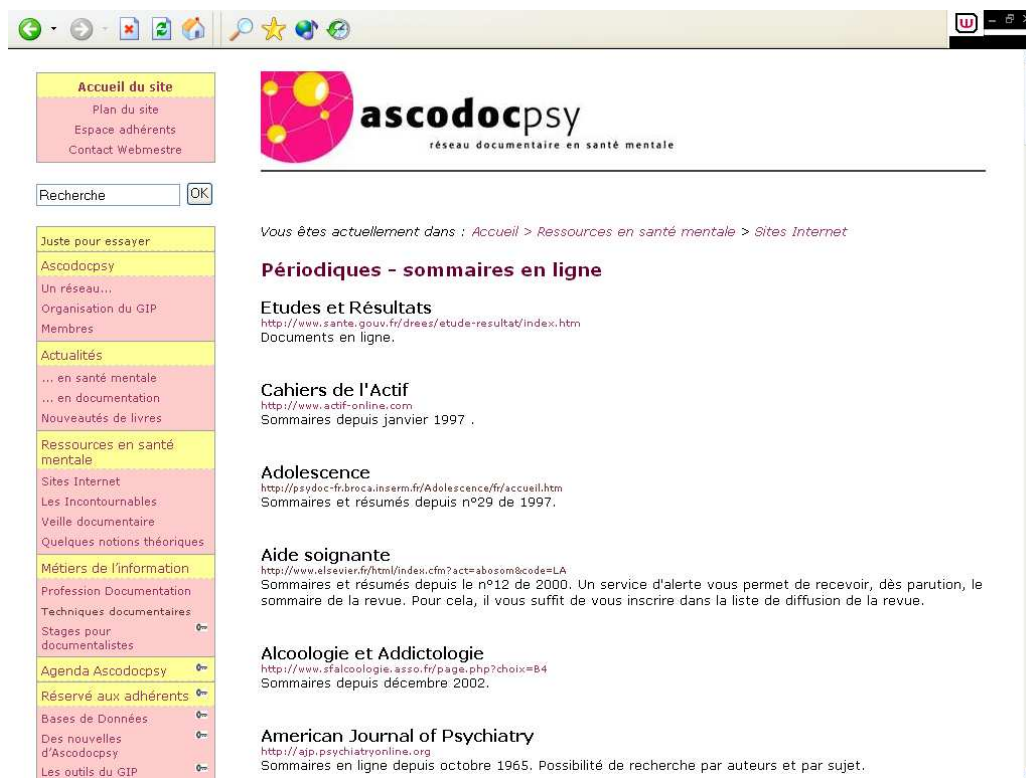 Accueil du site
Plan du site
Espace adhérents
Contact Webmestre
Recherche
OK
Juste pour essayer
Ascodocpsy
Un réseau...
Organisation du GIP
Membres
Actualités
... en santé mentale
... en documentation
Nouveautés de livres
Ressources en santé
mentale
Sites Internet
Les Incontournables
Veille documentaire
Quelques notions théoriques
Métiers de l'information
Profession Documentation
Techniques documentaires
Stages pour
documentalistes
Agenda Ascodocpsy
Réservé aux adhérents
Bases de Données
Des nouvelles
d'Ascodocpsy
Les outils du GIP
ascodocpsy
réseau documentaire en santé mentale
Vous êtes actuellement dans : Accueil > Ressources en santé mentale > Sites Internet
Périodiques - sommaires en ligne
Etudes et Résultats
http://www.sante.gouv.fr/drees/etude-resultat/index.htm
Documents en ligne.
Cahiers de l'Actif
http://www.actif-online.com
Sommaires depuis janvier 1997 .
Adolescence
http://psydoc-fr.broca.inserm.fr/Adolescence/fr/accueil.htm
Sommaires et résumés depuis n°29 de 1997.
Aide soignante
http://www.elsevier.fr/html/index.cfm?act=abosom&code=LA
Sommaires et résumés depuis le n°12 de 2000. Un service d'alerte vous permet de recevoir, dès parution, le
sommaire de la revue. Pour cela, il vous suffit de vous inscrire dans la liste de diffusion de la revue.
Alcoologie et Addictologie
http://www.sfalcoologie.asso.fr/page.php?choix=B4
Sommaires depuis décembre 2002.
American Journal of Psychiatry
http://ajp.psychiatryonline.org
Sommaires en ligne depuis octobre 1965. Possibilité de recherche par auteurs et par sujet.